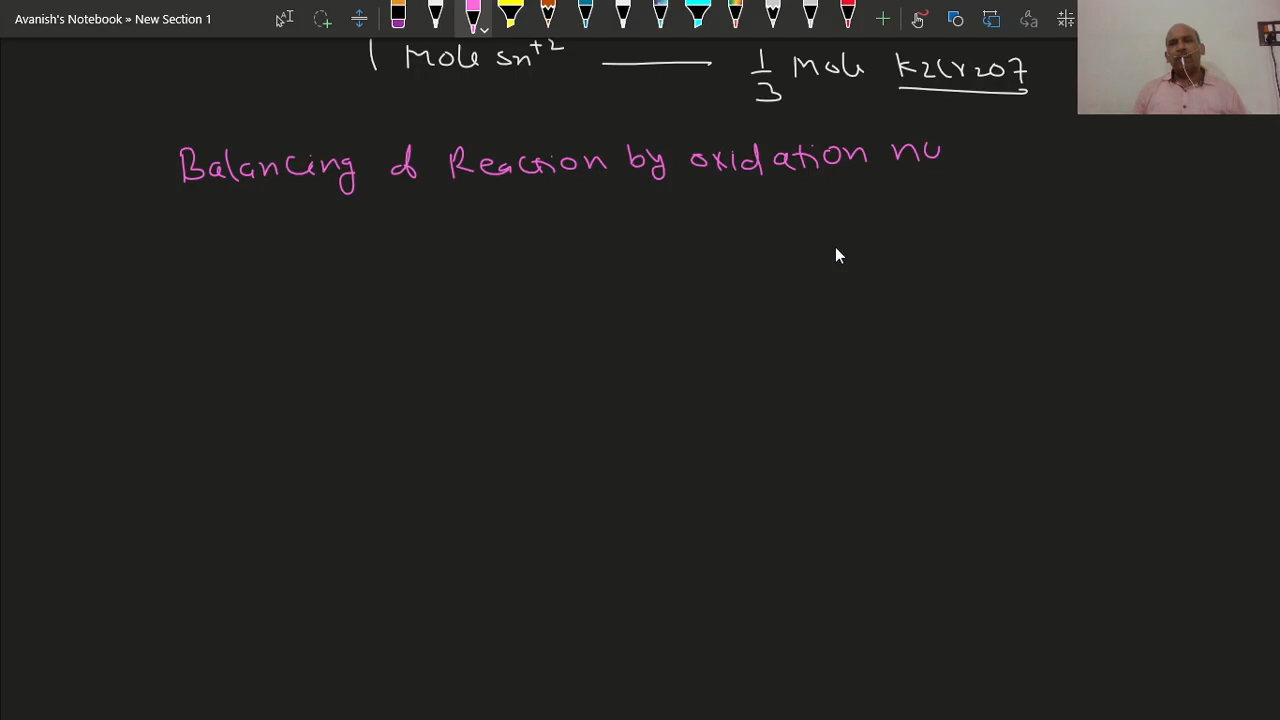 Avanish's Notebook » New Section 1
1 Mole Sn+2 —— 1/3 Mole K2Cr2O7
Balancing of Reaction by oxidation nu